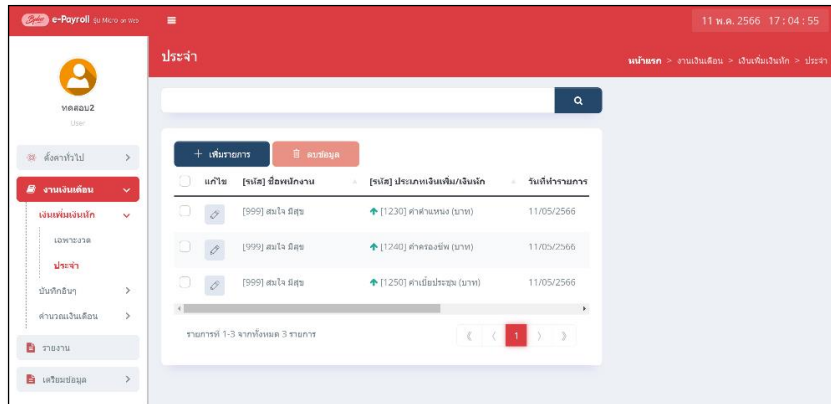 e-Payroll รุ่น Micro on Web
11 พ.ค. 2566 17 : 04 : 55
ประจำ
หน้าแรก > งานเงินเดือน > เงินเพิ่มเงินหัก > ประจำ
ทดสอบ2
User
ตั้งค่าทั่วไป
งานเงินเดือน
เงินเพิ่มเงินหัก
เฉพาะงวด
ประจำ
บันทึกอื่นๆ
คำนวณเงินเดือน
รายงาน
เตรียมข้อมูล
+ เพิ่มรายการ
ลบข้อมูล
แก้ไข [รหัส] ชื่อพนักงาน [รหัส] ประเภทเงินเพิ่ม/เงินหัก วันที่ทำรายการ
[999] สมใจ มีสุข [1230] ค่าตำแหน่ง (บาท) 11/05/2566
[999] สมใจ มีสุข [1240] ค่าครองชีพ (บาท) 11/05/2566
[999] สมใจ มีสุข [1250] ค่าเบี้ยประชุม (บาท) 11/05/2566
รายการที่ 1-3 จากทั้งหมด 3 รายการ
1